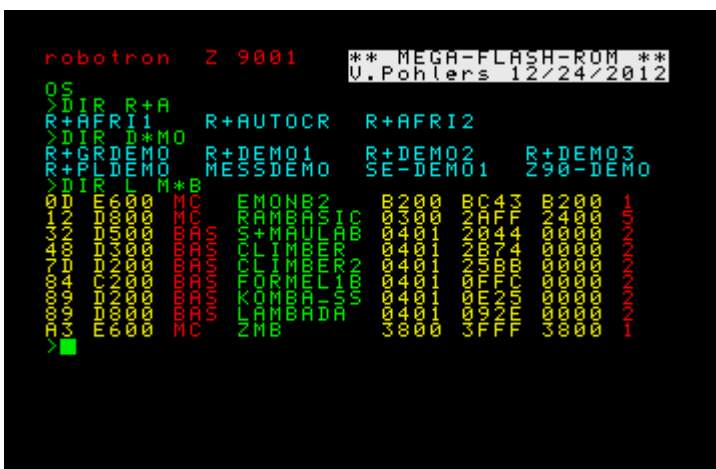 robotron Z 9001 ** MEGA-FLASH-ROM **
V.Pohlers 12/24/2012
OS
>DIR R+A
R+AFRI1 R+AUTOCR R+AFRI2
>DIR D*MO
R+GRDEMO R+DEMO1 R+DEMO2 R+DEMO3
R+PLDEMO MESSDEMO SE-DEMO1 Z90-DEMO
>DIR L M*B
0D E600 MC EMONB2 B200 BC43 B200 1
12 D800 MC RAMBASIC 0300 2AFF 2400 5
32 D500 BAS S+MAULAB 0401 2044 0000 2
48 D300 BAS CLIMBER 0401 2B74 0000 2
7D D200 BAS CLIMBER2 0401 25BB 0000 2
84 C200 BAS FORMEL1B 0401 0FFC 0000 2
89 D200 BAS KOMBA_SS 0401 0E25 0000 2
89 D800 BAS LAMBADA 0401 092E 0000 2
A3 E600 MC ZMB 3800 3FFF 3800 1
>